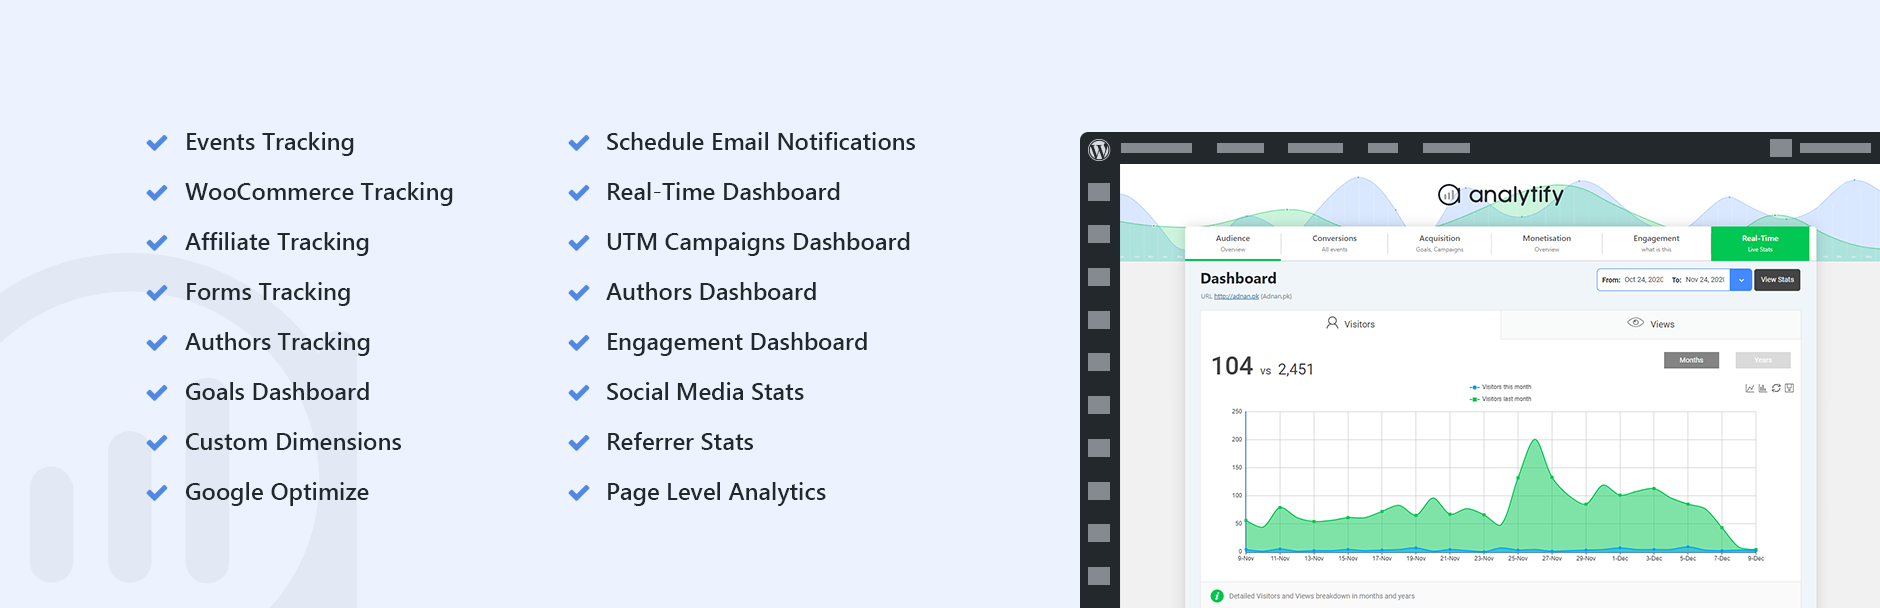 Events Tracking
WooCommerce Tracking
Affiliate Tracking
Forms Tracking
Authors Tracking
Goals Dashboard
Custom Dimensions
Google Optimize
Schedule Email Notifications
Real-Time Dashboard
UTM Campaigns Dashboard
Authors Dashboard
Engagement Dashboard
Social Media Stats
Referrer Stats
Page Level Analytics
analytify
Audience Conversions Acquisition Monetisation Engagement Real-Time
Overview All events Goals, Campaigns Overview what is this Live Stats
Dashboard
From: Oct 24, 2020 To: Nov 24, 202 View Stats
URL http://adnan.pk (Adnan.pk)
Visitors Views
104 vs 2,451
Months Years
Visitors this month
Visitors last month
250
200
150
100
50
0
9-Nov 11-Nov 13-Nov 15-Nov 17-Nov 19-Nov 21-Nov 23-Nov 25-Nov 27-Nov 29-Nov 1-Dec 3-Dec 5-Dec 7-Dec 9-Dec
Detailed Visitors and Views breakdown in months and years